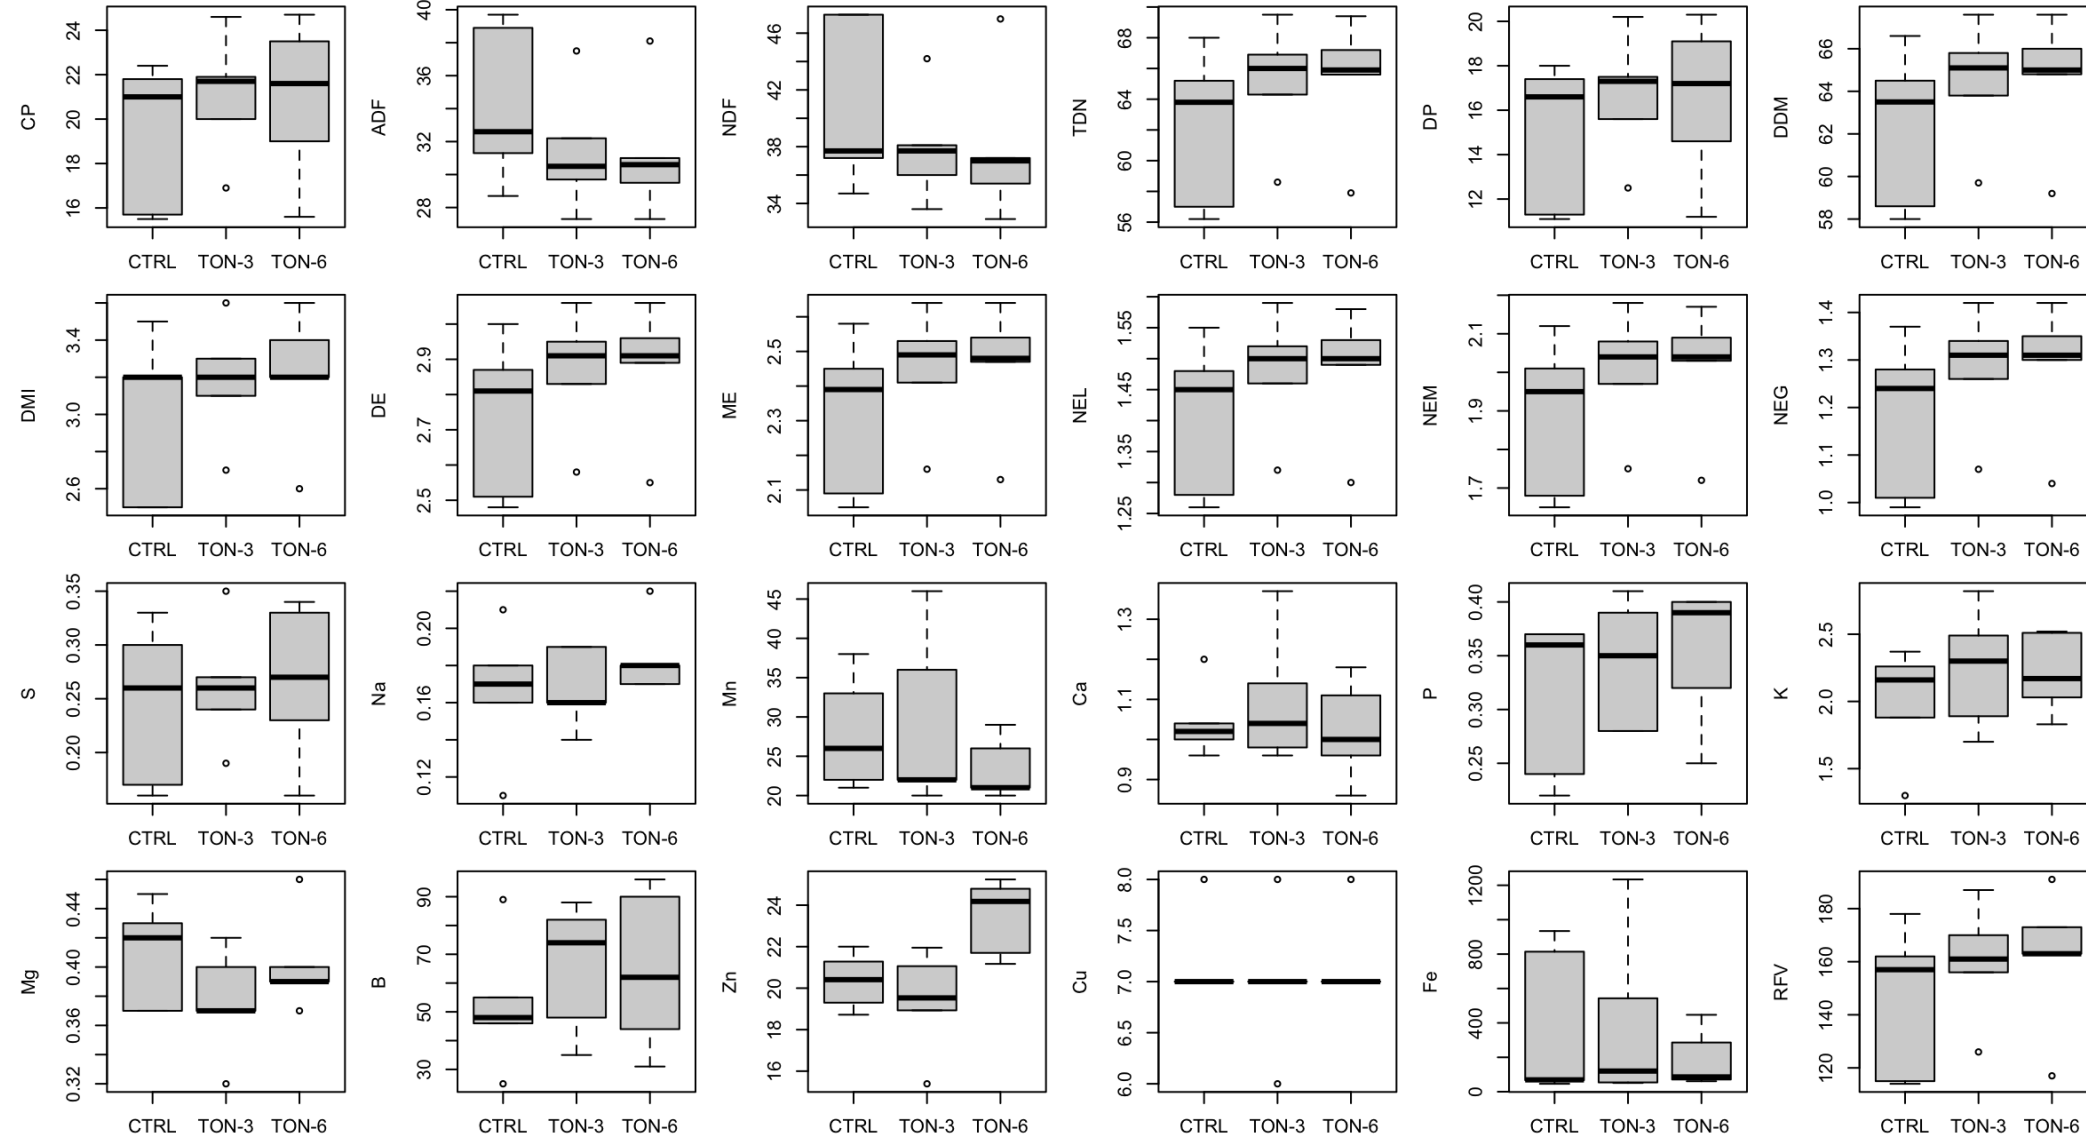 CP
24
22
20
18
16
CTRL TON-3 TON-6
ADF
40
36
32
28
CTRL TON-3 TON-6
NDF
46
42
38
34
CTRL TON-3 TON-6
TDN
68
64
60
56
CTRL TON-3 TON-6
DP
20
18
16
14
12
CTRL TON-3 TON-6
DDM
66
64
62
60
58
CTRL TON-3 TON-6
DMI
3.4
3.0
2.6
CTRL TON-3 TON-6
DE
2.9
2.7
2.5
CTRL TON-3 TON-6
ME
2.5
2.3
2.1
CTRL TON-3 TON-6
NEL
1.55
1.45
1.35
1.25
CTRL TON-3 TON-6
NEM
2.1
1.9
1.7
CTRL TON-3 TON-6
NEG
1.4
1.3
1.2
1.1
1.0
CTRL TON-3 TON-6
S
0.35
0.30
0.25
0.20
CTRL TON-3 TON-6
Na
0.20
0.16
0.12
CTRL TON-3 TON-6
Mn
45
40
35
30
25
20
CTRL TON-3 TON-6
Ca
1.3
1.1
0.9
CTRL TON-3 TON-6
P
0.40
0.35
0.30
0.25
CTRL TON-3 TON-6
K
2.5
2.0
1.5
CTRL TON-3 TON-6
Mg
0.44
0.40
0.36
0.32
CTRL TON-3 TON-6
B
90
70
50
30
CTRL TON-3 TON-6
Zn
24
22
20
18
16
CTRL TON-3 TON-6
Cu
8.0
7.5
7.0
6.5
6.0
CTRL TON-3 TON-6
Fe
1200
800
400
0
CTRL TON-3 TON-6
RFV
180
160
140
120
CTRL TON-3 TON-6